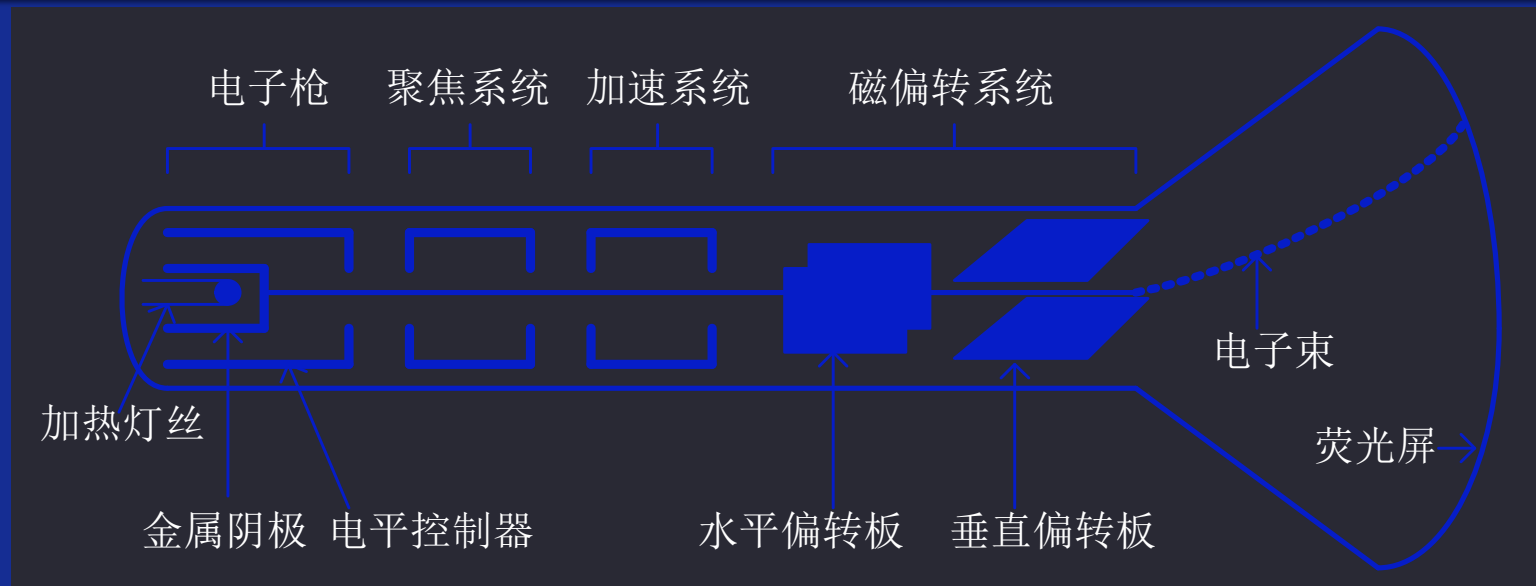 电子枪
聚焦系统
加速系统
磁偏转系统
电子束
加热灯丝
荧光屏
金属阴极
电平控制器
水平偏转板
垂直偏转板